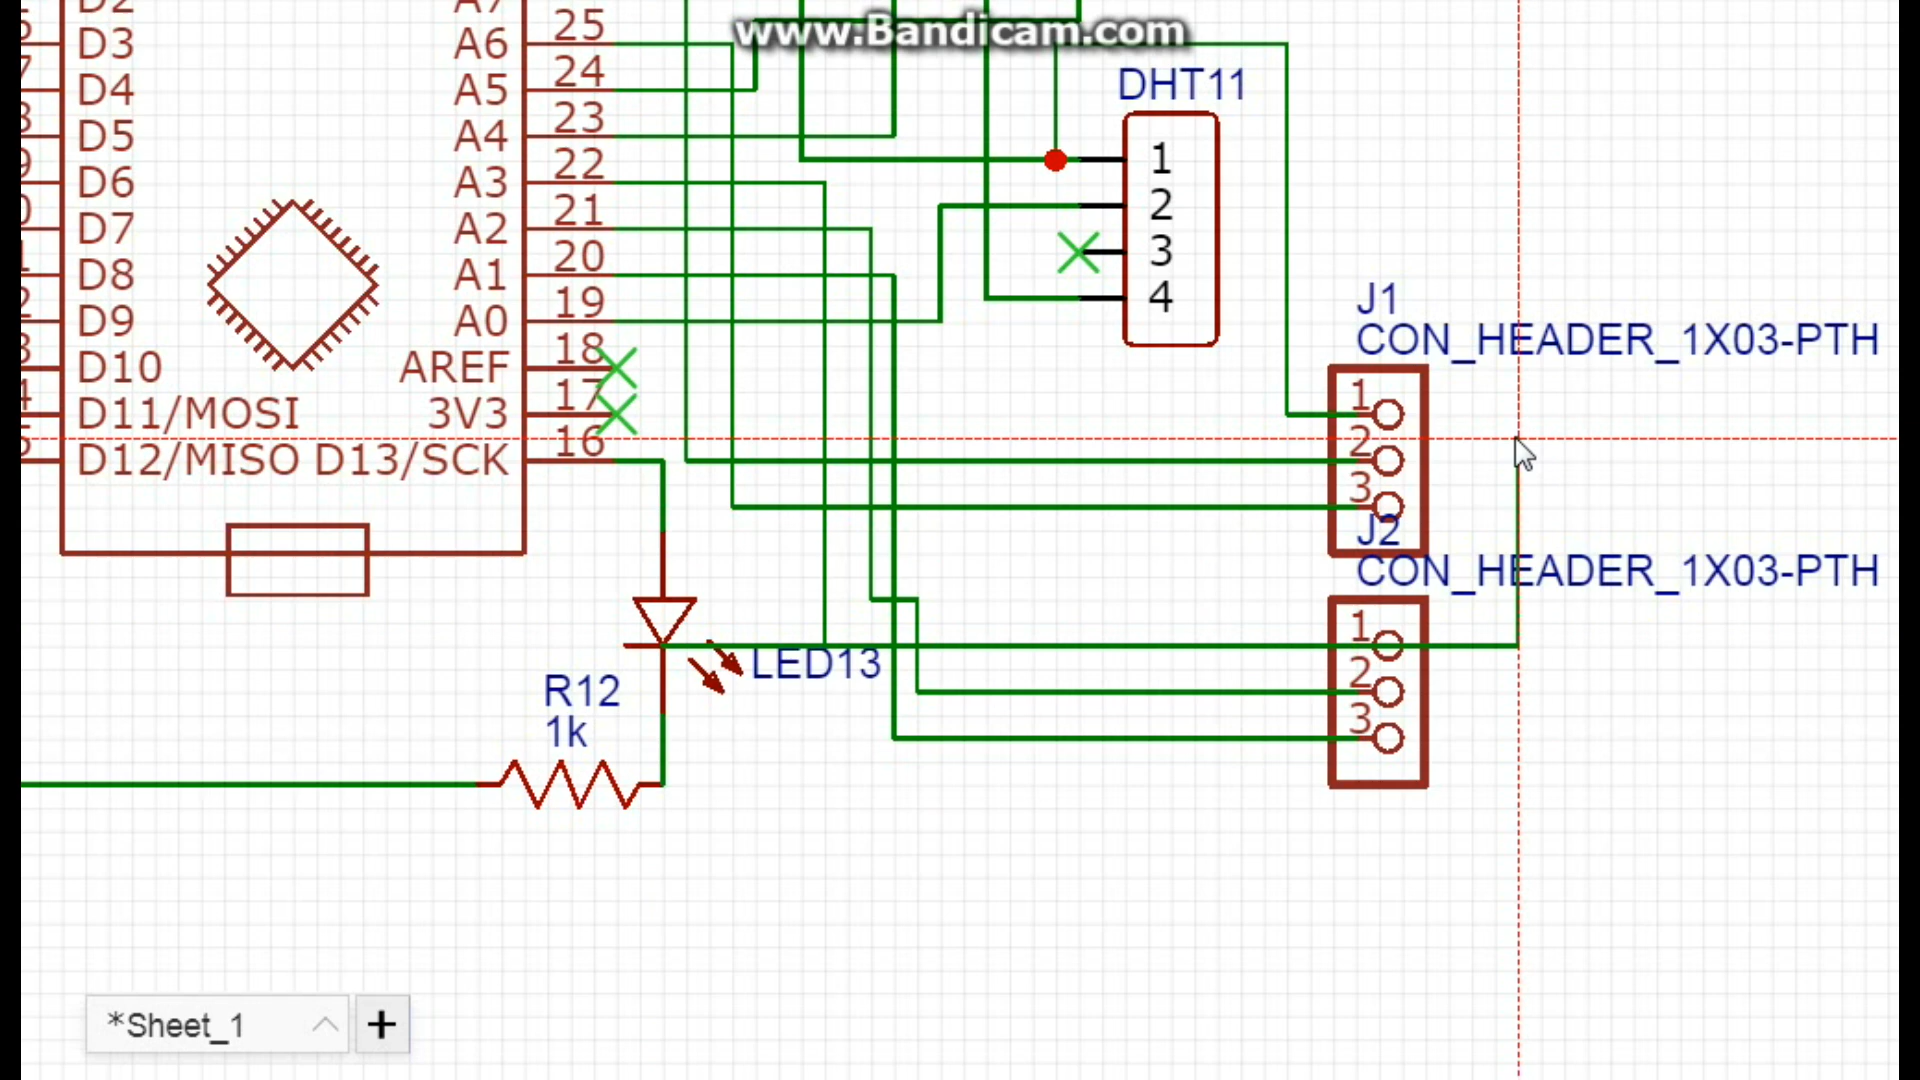 www.Bandicam.com
D2
A7
D3
A6
25
D4
A5
24
D5
A4
23
D6
A3
22
D7
A2
21
D8
A1
20
D9
A0
19
D10
AREF
18
D11/MOSI
3V3
17
D12/MISO
D13/SCK
16
DHT11
1
2
3
4
J1
CON_HEADER_1X03-PTH
1
2
3
J2
CON_HEADER_1X03-PTH
1
2
3
LED13
R12
1k
*Sheet_1
+